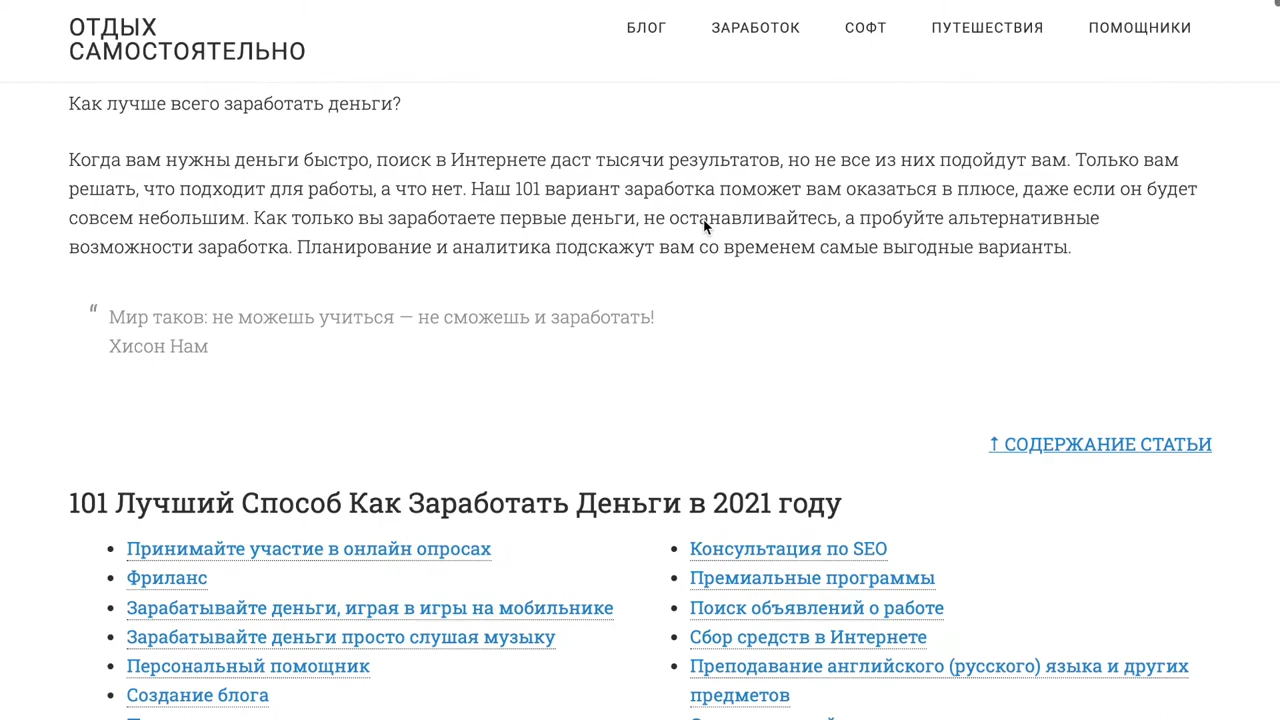 ОТДЫХ
САМОСТОЯТЕЛЬНО
БЛОГ ЗАРАБОТОК СОФТ ПУТЕШЕСТВИЯ ПОМОЩНИКИ
Как лучше всего заработать деньги?
Когда вам нужны деньги быстро, поиск в Интернете даст тысячи результатов, но не все из них подойдут вам. Только вам
решать, что подходит для работы, а что нет. Наш 101 вариант заработка поможет вам оказаться в плюсе, даже если он будет
совсем небольшим. Как только вы заработаете первые деньги, не останавливайтесь, а пробуйте альтернативные
возможности заработка. Планирование и аналитика подскажут вам со временем самые выгодные варианты.
“ Мир таков: не можешь учиться — не сможешь и заработать!
Хисон Нам
↑ СОДЕРЖАНИЕ СТАТЬИ
101 Лучший Способ Как Заработать Деньги в 2021 году
• Принимайте участие в онлайн опросах
• Фриланс
• Зарабатывайте деньги, играя в игры на мобильнике
• Зарабатывайте деньги просто слушая музыку
• Персональный помощник
• Создание блога
• Консультация по SEO
• Премиальные программы
• Поиск объявлений о работе
• Сбор средств в Интернете
• Преподавание английского (русского) языка и других
предметов